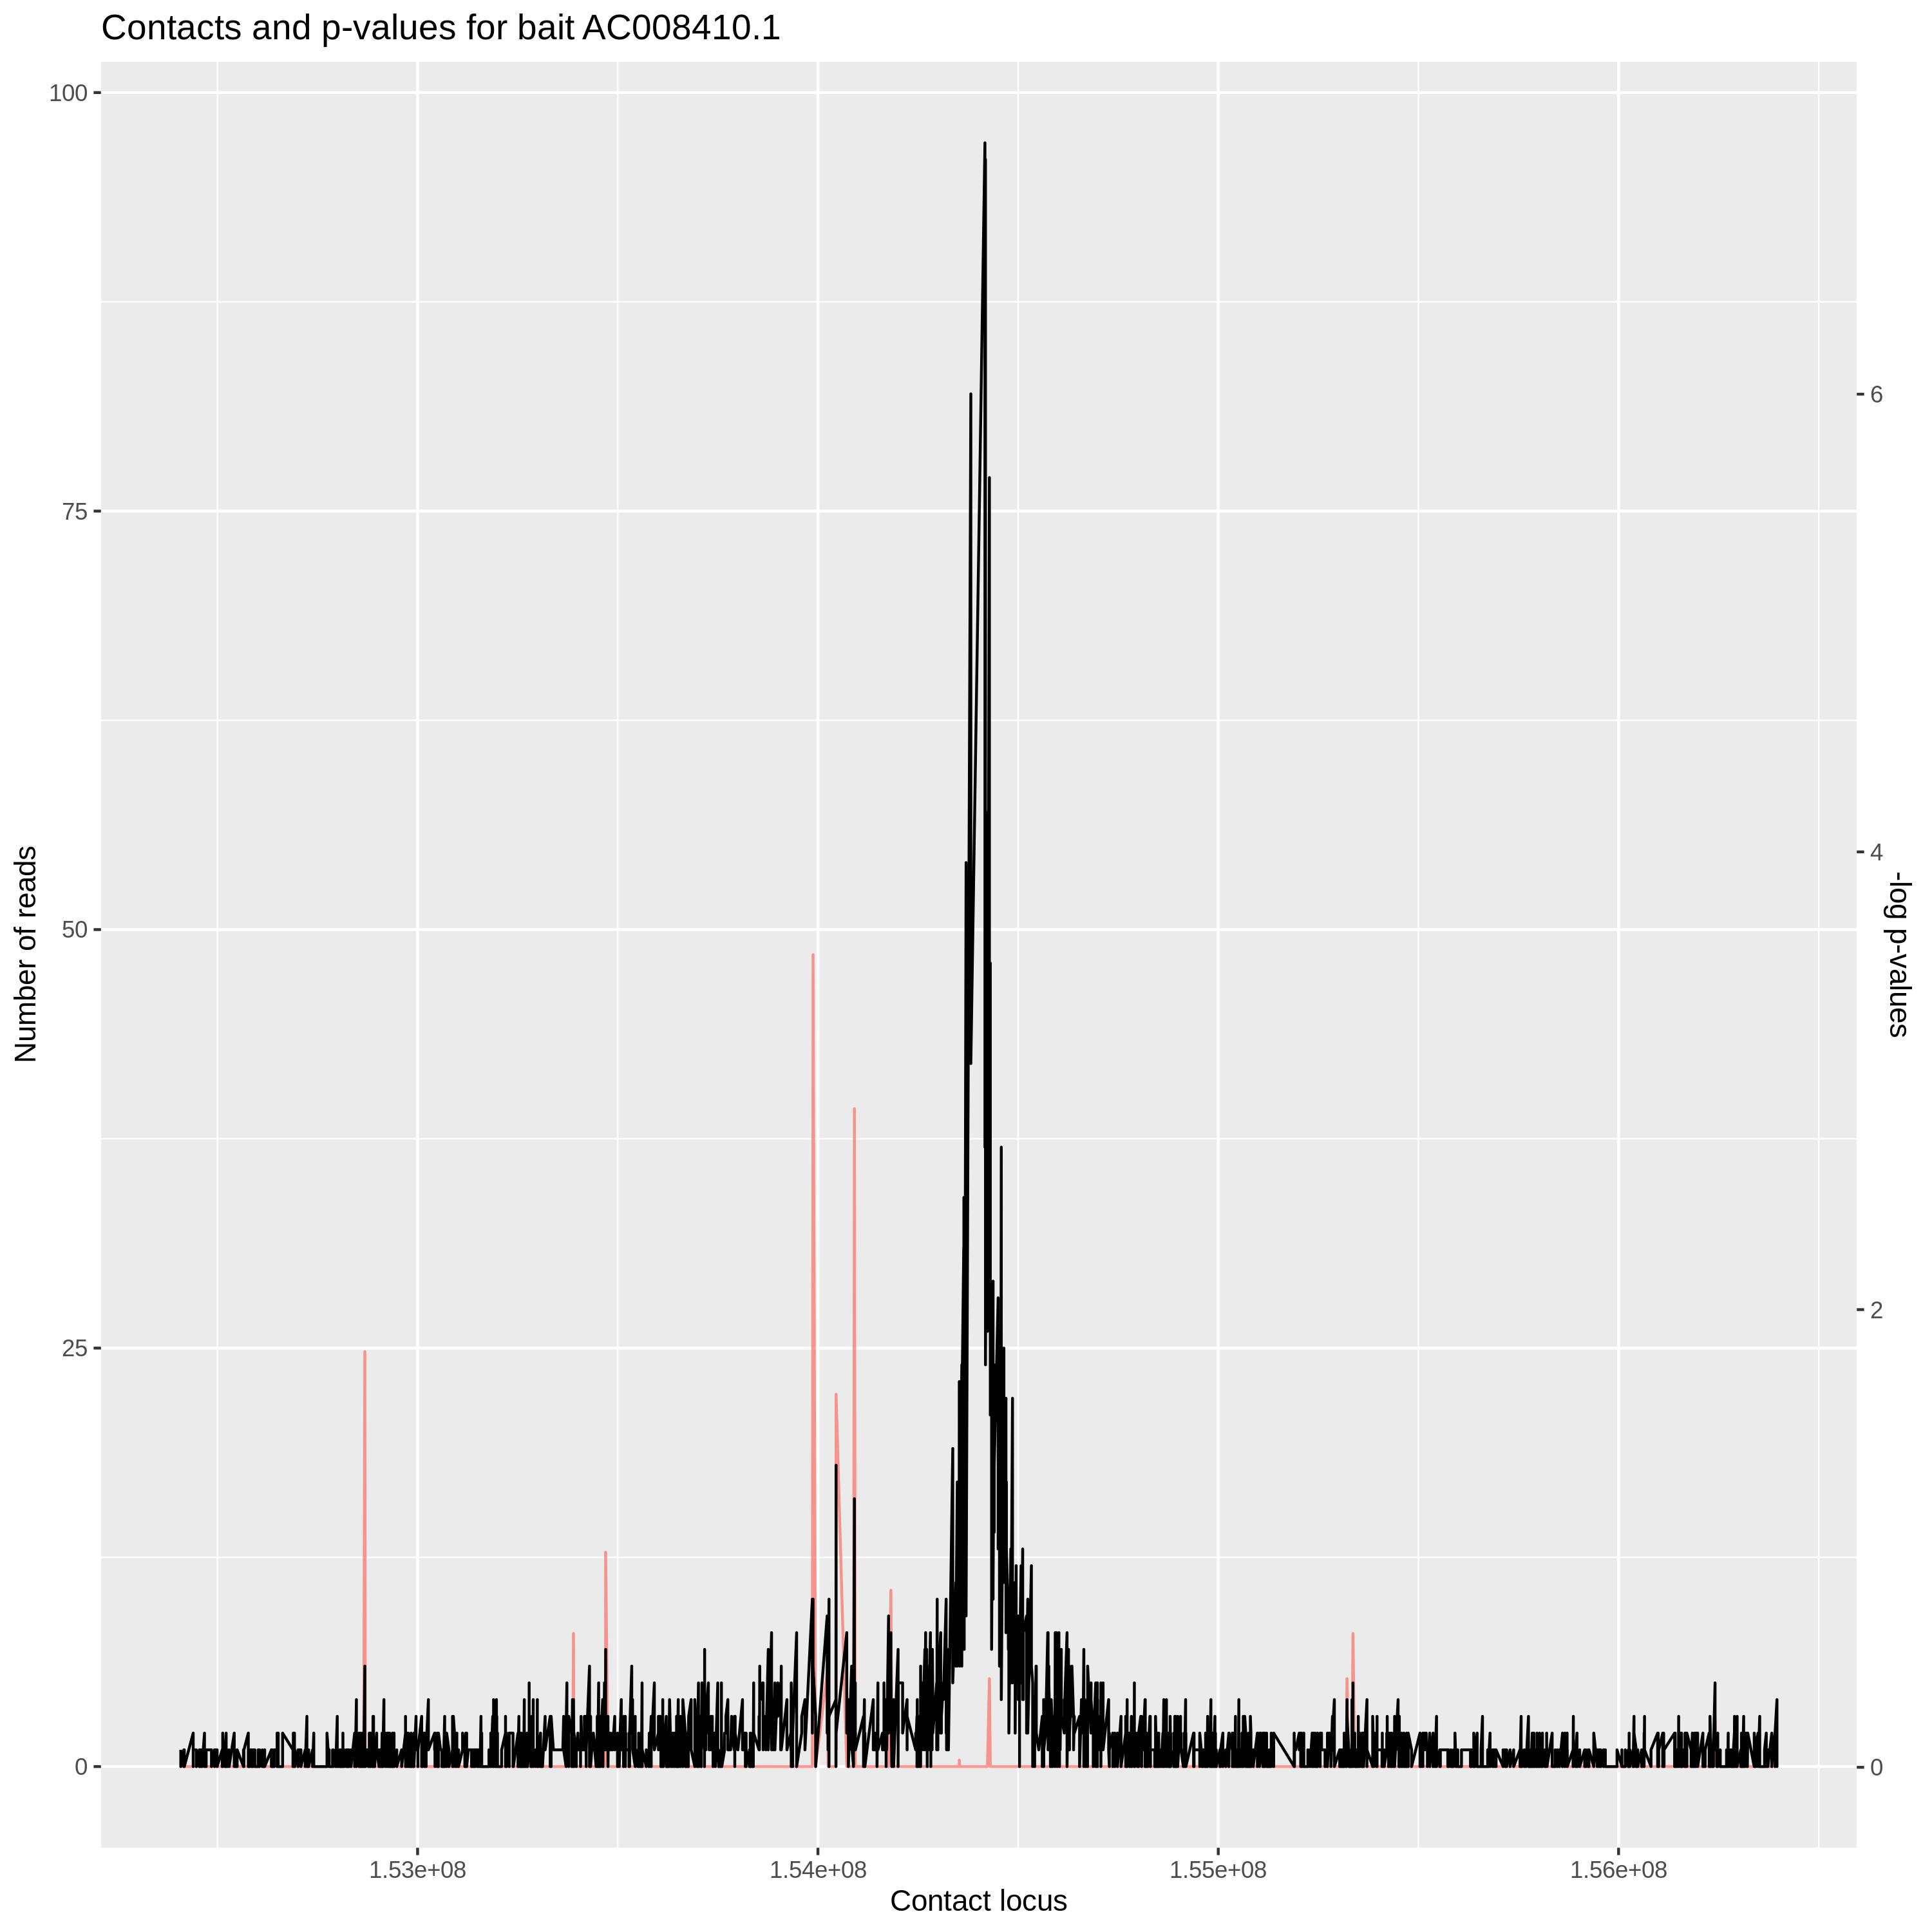 Contacts and p-values for bait AC008410.1
100
75
50
25
0
Number of reads
6
4
2
0
-log p-values
1.53e+08 1.54e+08 1.55e+08 1.56e+08
Contact locus